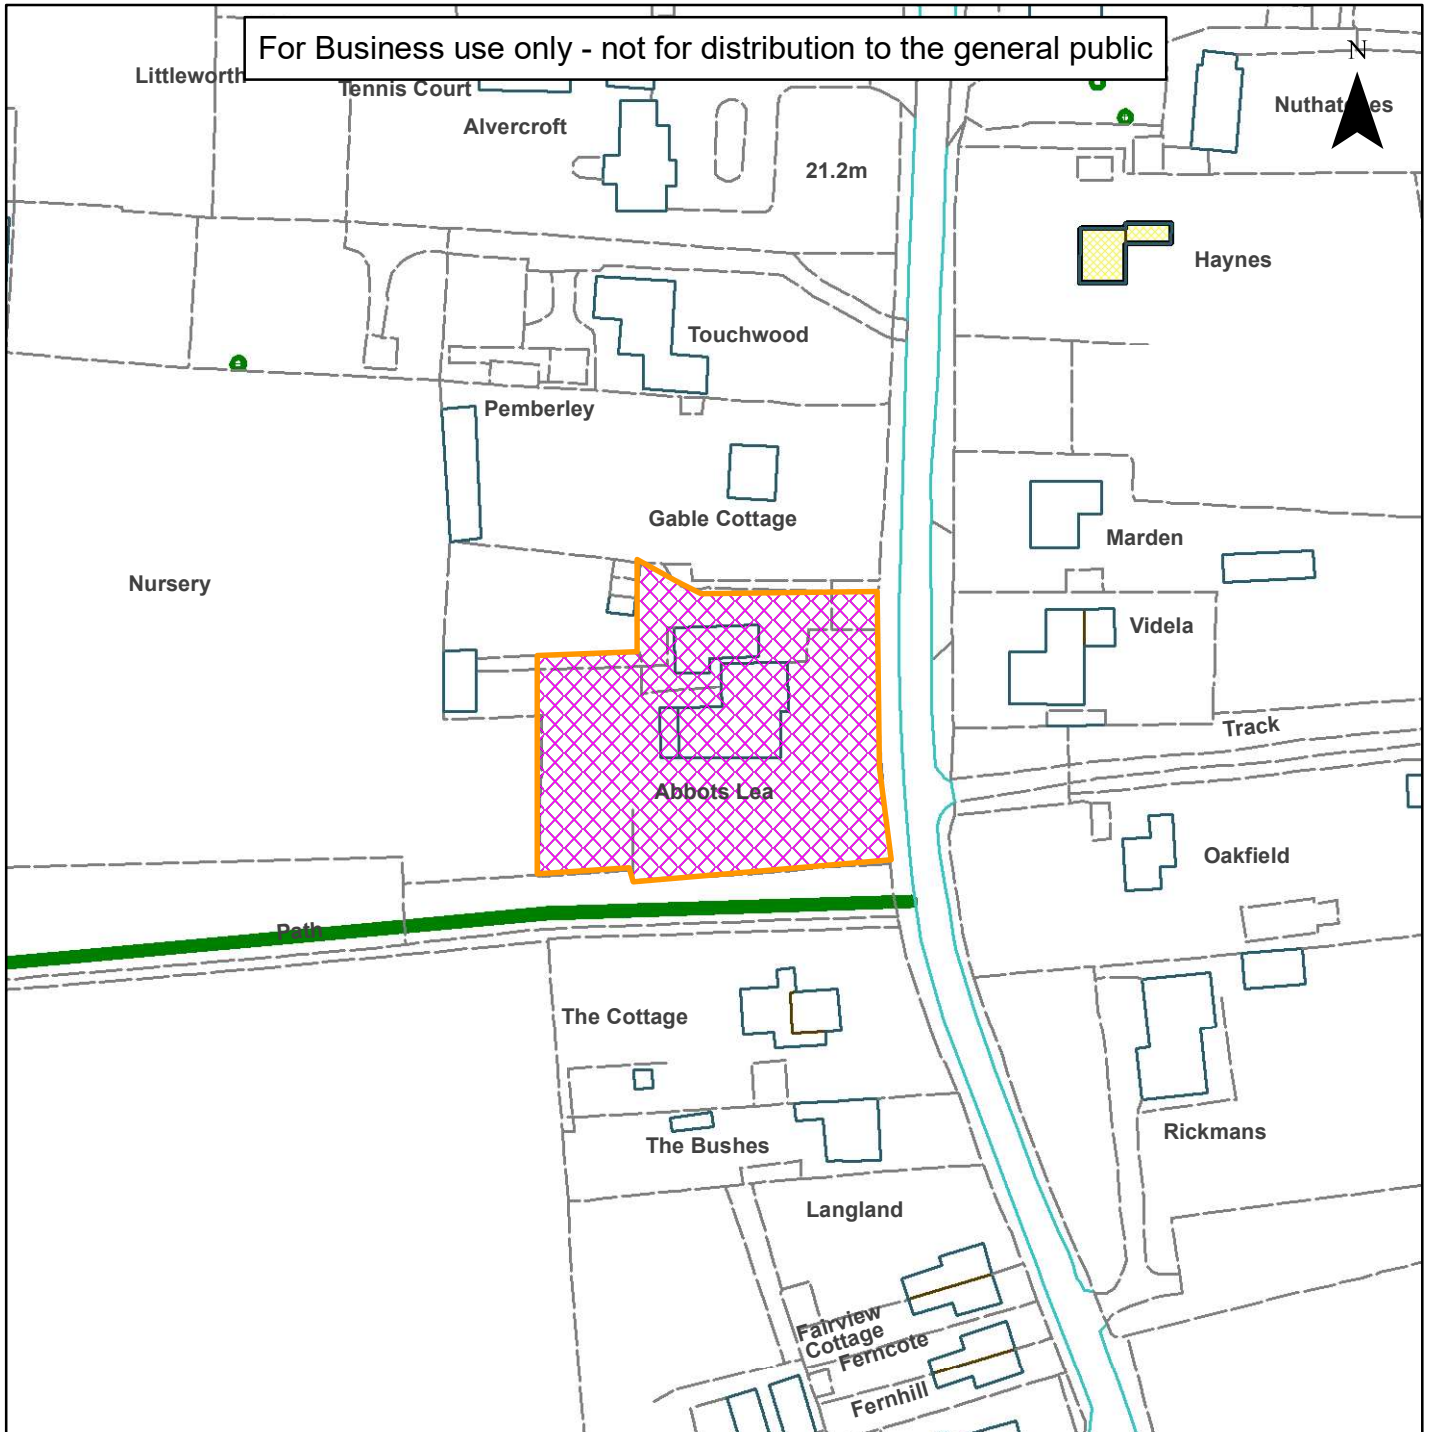 For Business use only - not for distribution to the general public
N
Littleworth
Tennis Court
Alvercroft
21.2m
Haynes
Touchwood
Pemberley
Gable Cottage
Marden
Nursery
Videla
Track
Abbots Lea
Oakfield
Path
The Cottage
Rickmans
The Bushes
Langland
Fairview
Cottage
Ferncote
Fernhill